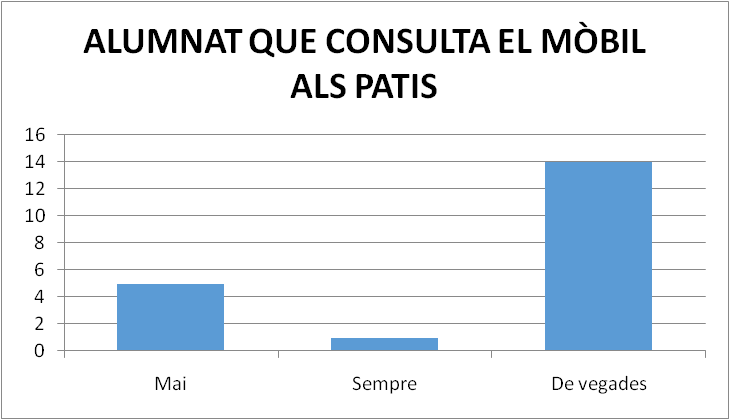 ALUMNAT QUE CONSULTA EL MÒBIL
ALS PATIS
16
14
12
10
8
6
4
2
0
Mai
Sempre
De vegades